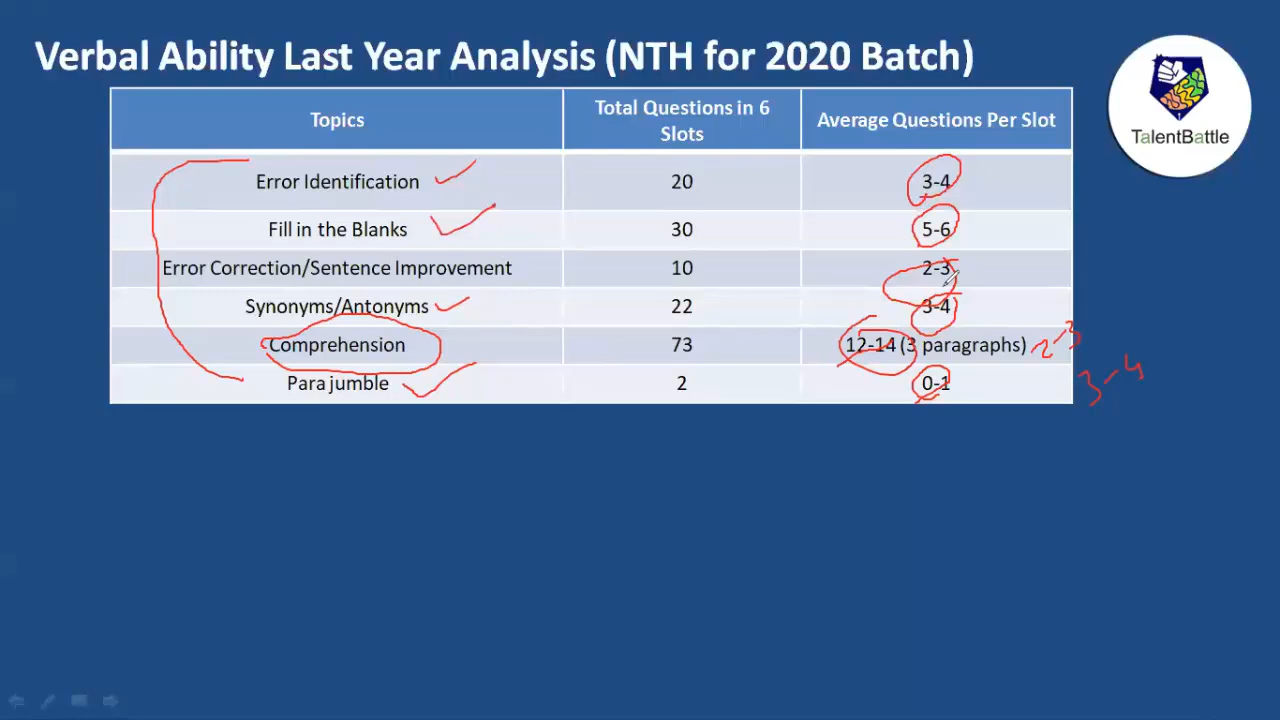 Verbal Ability Last Year Analysis (NTH for 2020 Batch)
TalentBattle
Topics Total Questions in 6 Slots Average Questions Per Slot
Error Identification 20 3-4
Fill in the Blanks 30 5-6
Error Correction/Sentence Improvement 10 2-3
Synonyms/Antonyms 22 3-4
Comprehension 73 12-14 (3 paragraphs) 2-3
Para jumble 2 0-1 3-4